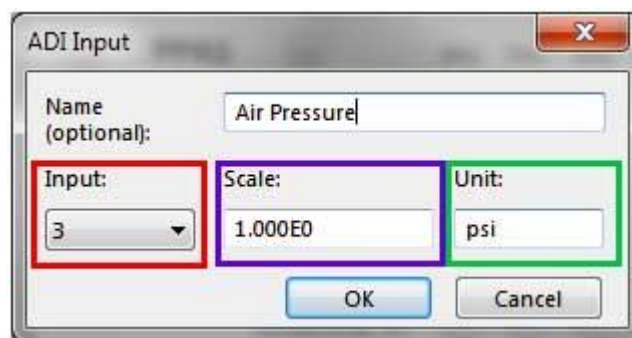 ADI Input
Name
(optional):
Air Pressure
Input:
Scale:
Unit:
3
1.000E0
psi
OK
Cancel